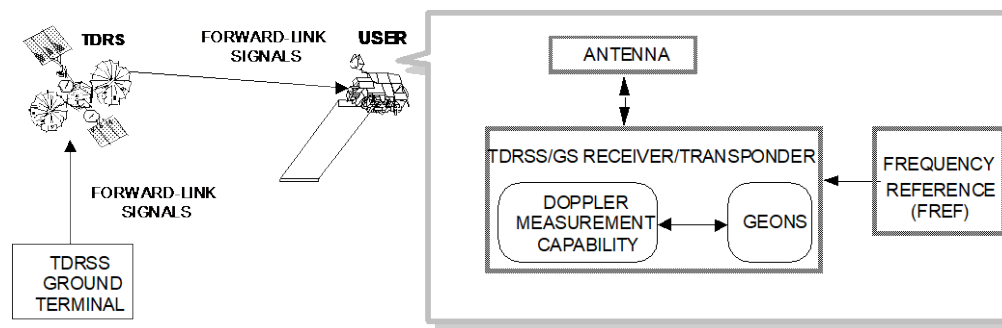 TDRS
FORWARD-LINK
SIGNALS
USER
FORWARD-LINK
SIGNALS
TDRSS
GROUND
TERMINAL
ANTENNA
TDRSS/GS RECEIVER/TRANSPONDER
DOPPLER
MEASUREMENT
CAPABILITY
GEONS
FREQUENCY
REFERENCE
(FREF)